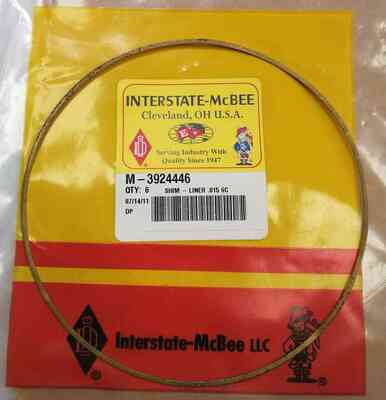 INTERSTATE-McBEE
Cleveland, OH U.S.A.
Serving Industry With
Quality Since 1947
M-3924446
QTY: 6 SHIM - LINER .015 6C
07/14/11
DP
Interstate-McBee LLC